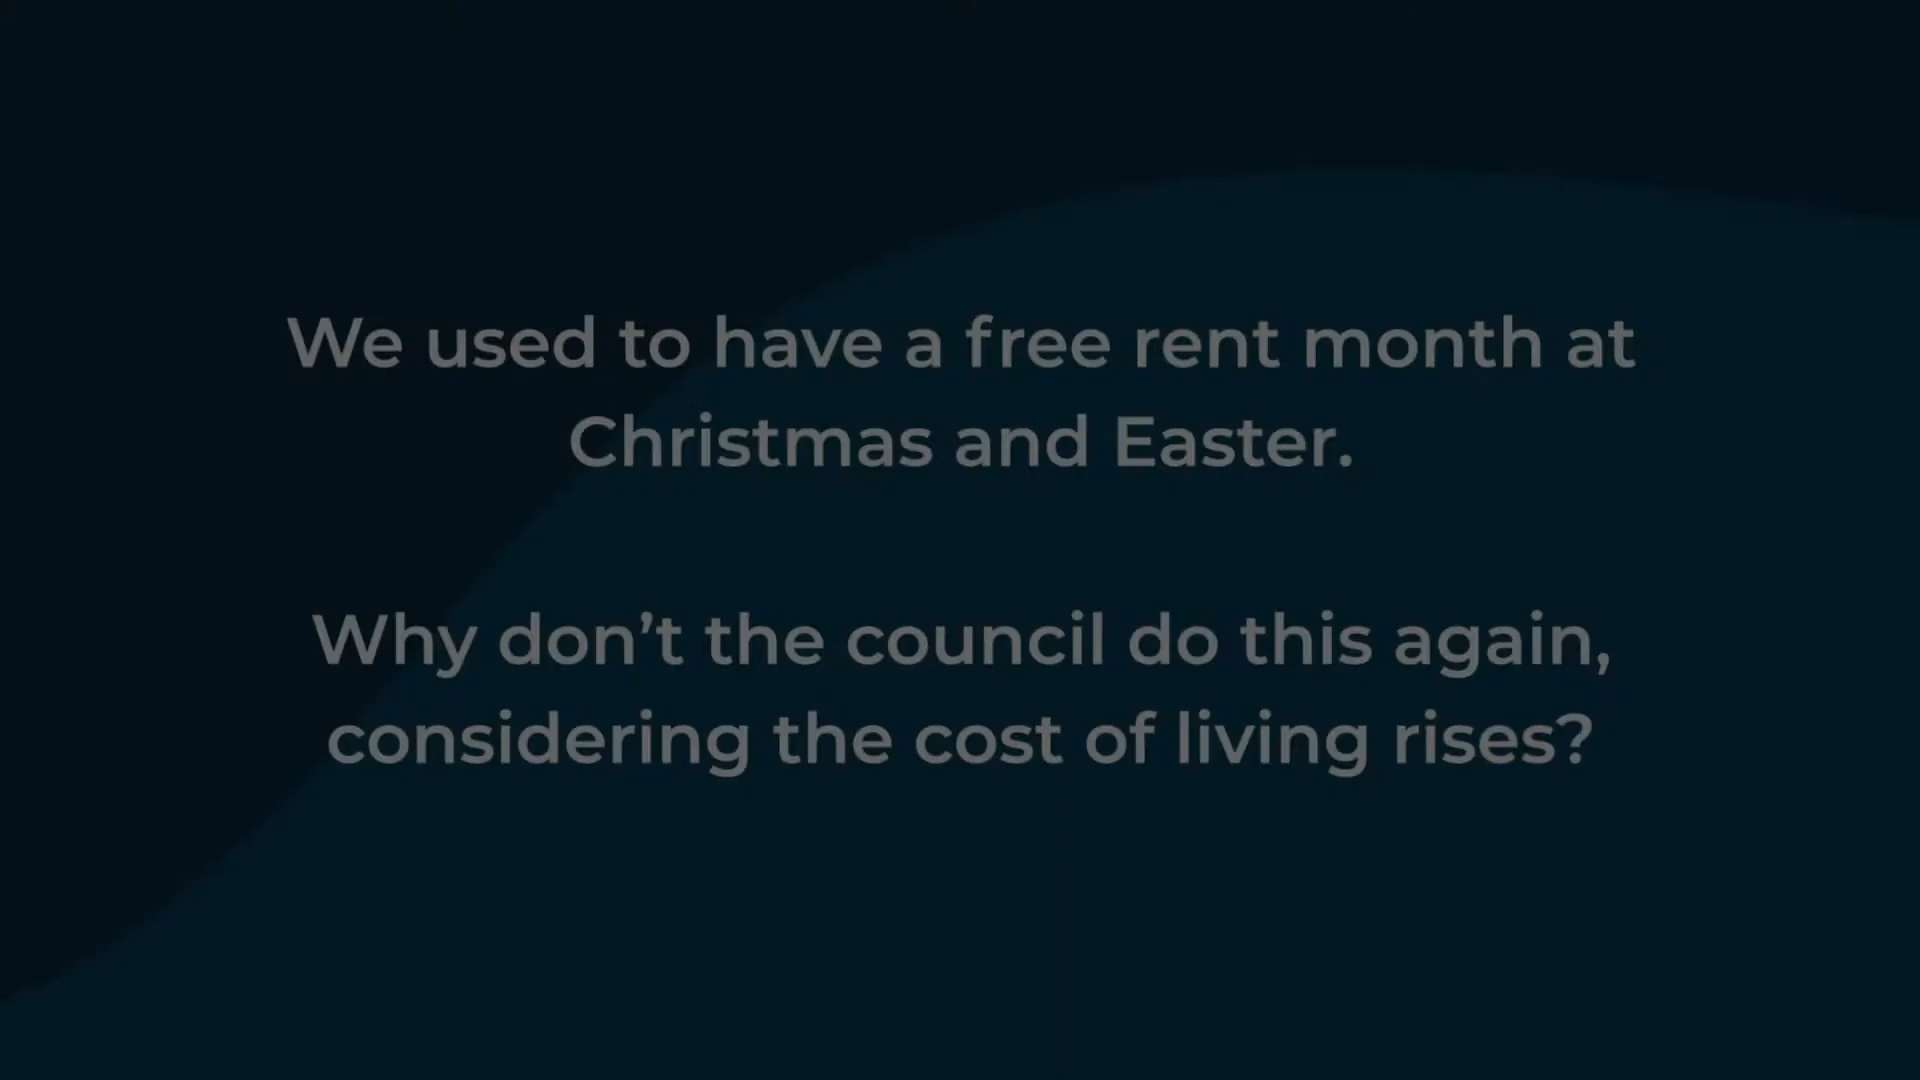 We used to have a free rent month at
Christmas and Easter.
Why don’t the council do this again,
considering the cost of living rises?